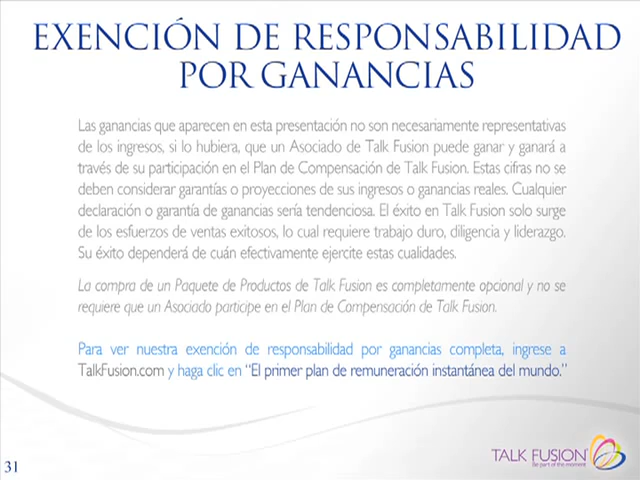 EXENCIÓN DE RESPONSABILIDAD
POR GANANCIAS
Las ganancias que aparecen en esta presentación no son necesariamente representativas
de los ingresos, si lo hubiera, que un Asociado de Talk Fusion puede ganar y ganará a
través de su participación en el Plan de Compensación de Talk Fusion. Estas cifras no se
deben considerar garantías o proyecciones de sus ingresos o ganancias reales. Cualquier
declaración o garantía de ganancias sería tendenciosa. El éxito en Talk Fusion solo surge
de los esfuerzos de ventas exitosos, lo cual requiere trabajo duro, diligencia y liderazgo.
Su éxito dependerá de cuán efectivamente ejercite estas cualidades.
La compra de un Paquete de Productos de Talk Fusion es completamente opcional y no se
requiere que un Asociado participe en el Plan de Compensación de Talk Fusion.
Para ver nuestra exención de responsabilidad por ganancias completa, ingrese a
TalkFusion.com y haga clic en “El primer plan de remuneración instantánea del mundo.”
TALK FUSION
Be part of the moment
31